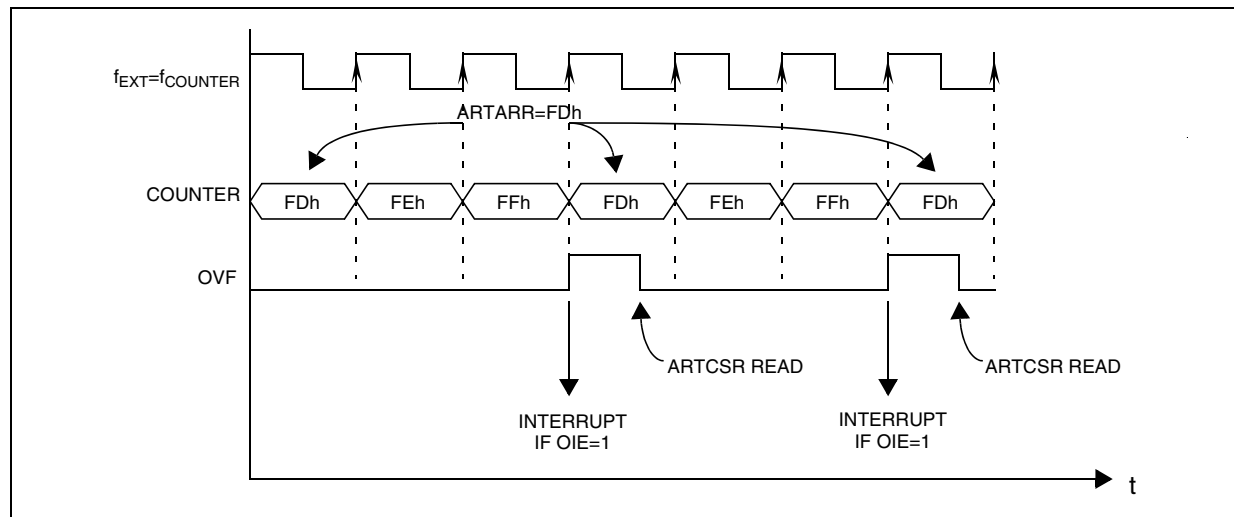 fEXT=fCOUNTER
ARTARR=FDh
COUNTER
FDh FEh FFh FDh FEh FFh FDh
OVF
ARTCSR READ
ARTCSR READ
INTERRUPT
IF OIE=1
INTERRUPT
IF OIE=1
t